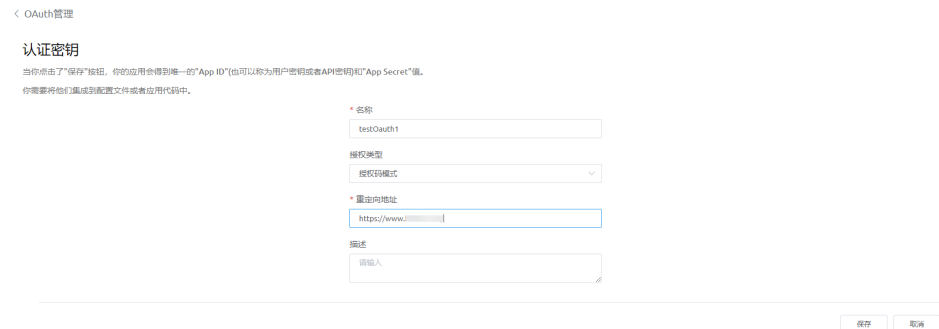 < OAuth管理
认证密钥
当你点击了"保存"按钮，你的应用会得到唯一的"App ID"(也可以称为用户密钥或者API密钥)和"App Secret"值。
你需要将他们集成到配置文件或者应用代码中。
* 名称
testOauth1
授权类型
授权码模式
* 重定向地址
https://www.
描述
请输入
保存 取消